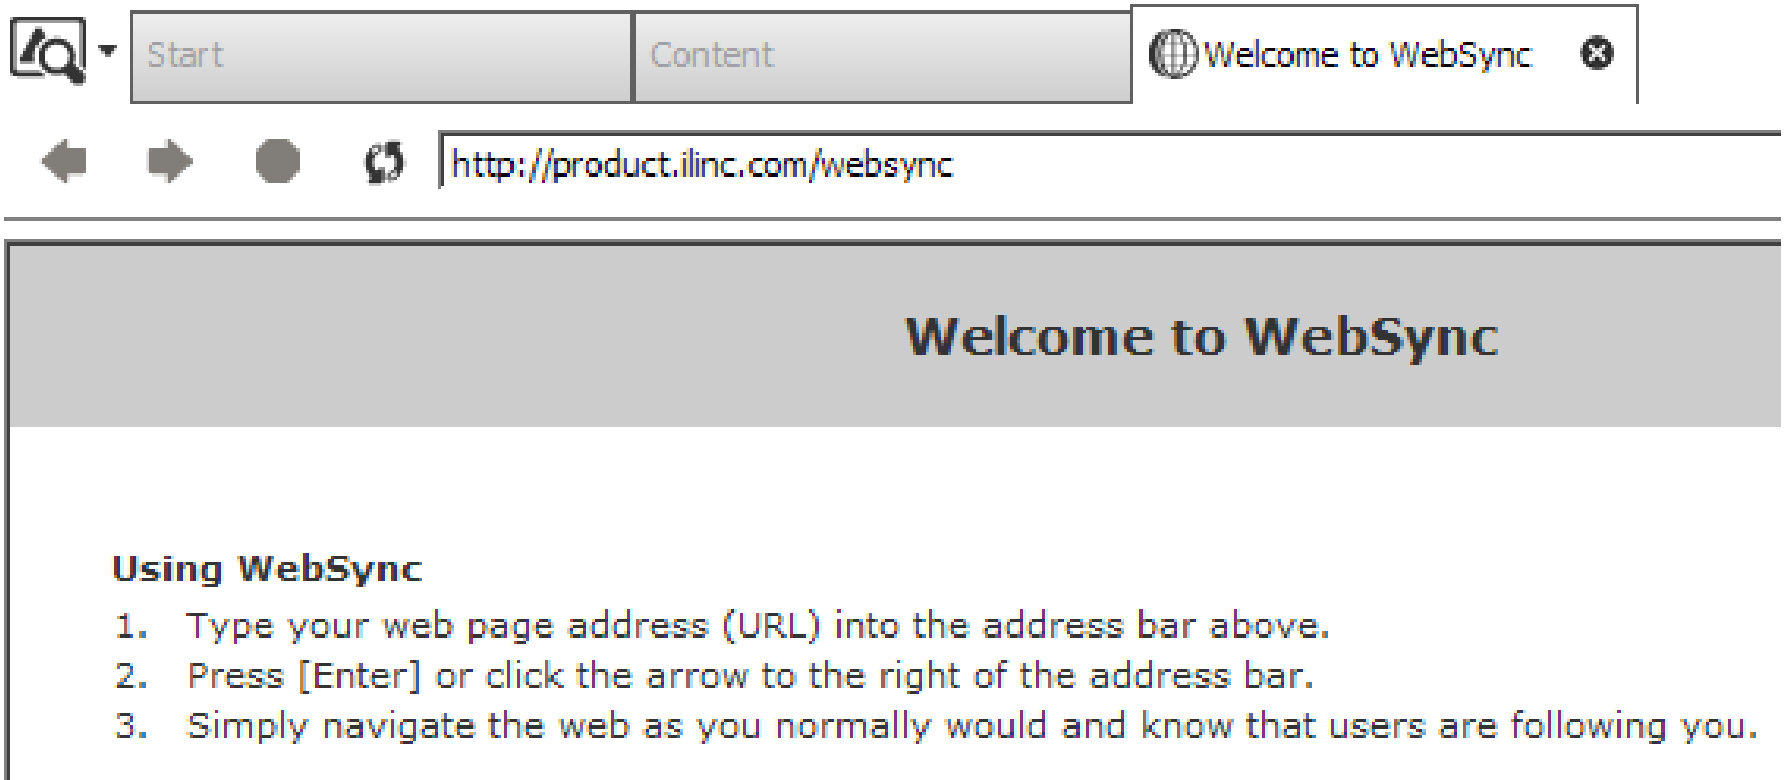 Start
Content
Welcome to WebSync
http://product.ilinc.com/websync
Welcome to WebSync
Using WebSync
1. Type your web page address (URL) into the address bar above.
2. Press [Enter] or click the arrow to the right of the address bar.
3. Simply navigate the web as you normally would and know that users are following you.